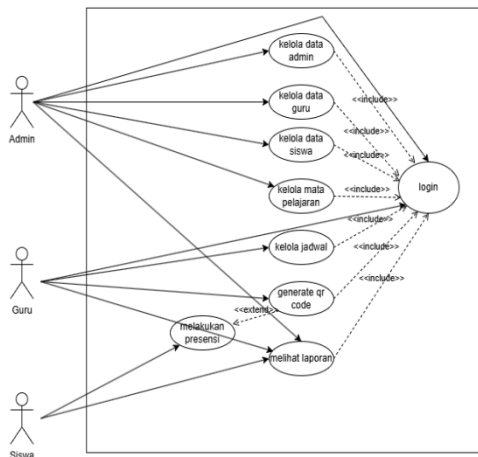 kelola data
admin
<<include>>
Admin
kelola data
guru
<<include>>
kelola data
siswa
<<include>>
login
kelola mata
pelajaran
<<include>>
<<include>>
kelola jadwal
<<include>>
Guru
generate qr
code
<<include>>
<<extend>>
melakukan
presensi
melihat laporan
Siswa